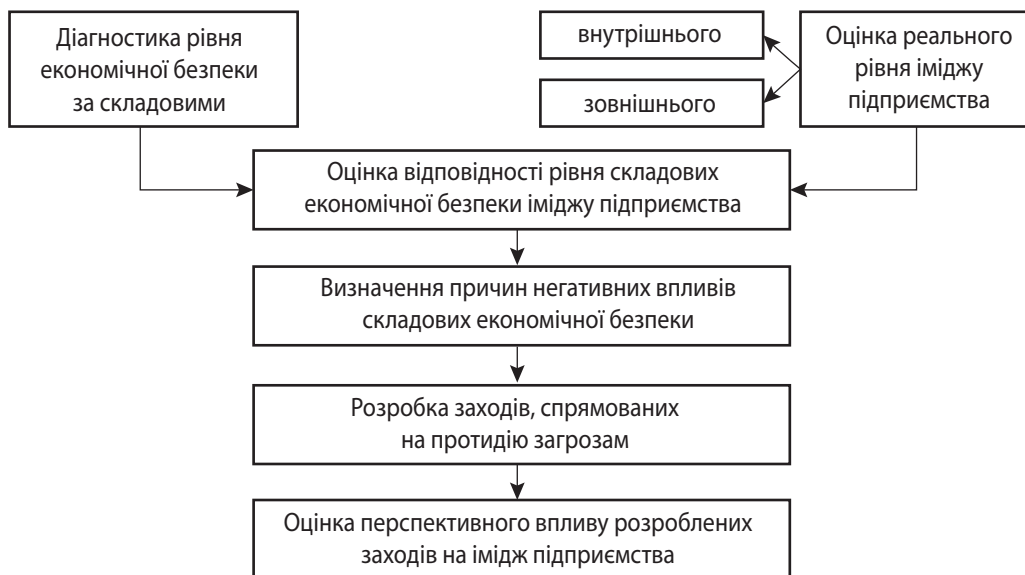 Діагностика рівня
економічної безпеки
за складовими
внутрішнього
зовнішнього
Оцінка реального
рівня іміджу
підприємства
Оцінка відповідності рівня складових
економічної безпеки іміджу підприємства
Визначення причин негативних впливів
складових економічної безпеки
Розробка заходів, спрямованих
на протидію загрозам
Оцінка перспективного впливу розроблених
заходів на імідж підприємства